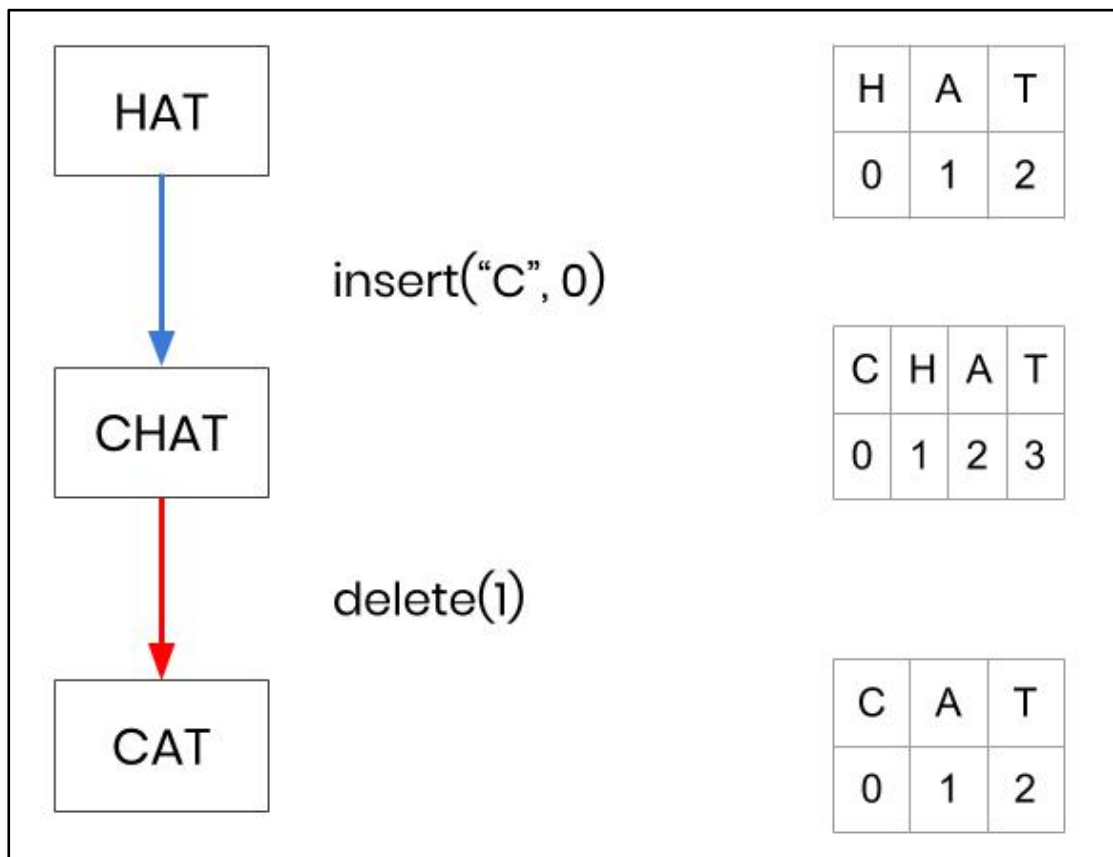 HAT
H A T
0 1 2
insert(“C”, 0)
CHAT
C H A T
0 1 2 3
delete(1)
CAT
C A T
0 1 2